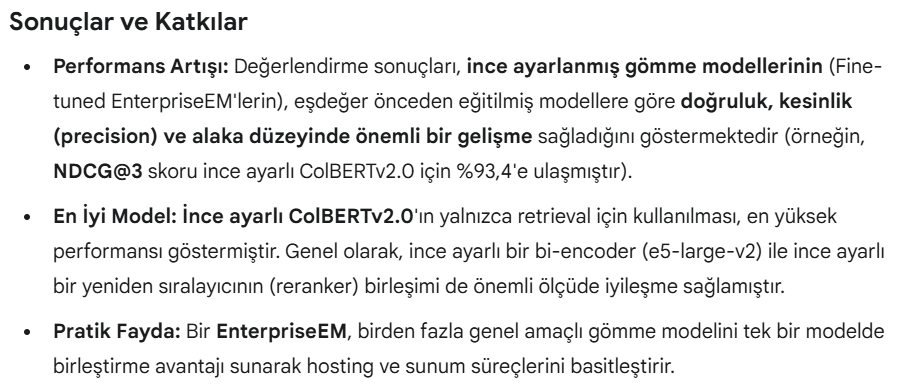 Sonuçlar ve Katkılar
• Performans Artışı: Değerlendirme sonuçları, ince ayarlanmış gömme modellerinin (Fine-
tuned EnterpriseEM'lerin), eşdeğer önceden eğitilmiş modellere göre doğruluk, kesinlik
(precision) ve alaka düzeyinde önemli bir gelişme sağladığını göstermektedir (örneğin,
NDCG@3 skoru ince ayarlı ColBERTv2.0 için %93,4'e ulaşmıştır).
• En İyi Model: İnce ayarlı ColBERTv2.0'ın yalnızca retrieval için kullanılması, en yüksek
performansı göstermiştir. Genel olarak, ince ayarlı bir bi-encoder (e5-large-v2) ile ince ayarlı
bir yeniden sıralayıcının (reranker) birleşimi de önemli ölçüde iyileşme sağlamıştır.
• Pratik Fayda: Bir EnterpriseEM, birden fazla genel amaçlı gömme modelini tek bir modelde
birleştirme avantajı sunarak hosting ve sunum süreçlerini basitleştirir.